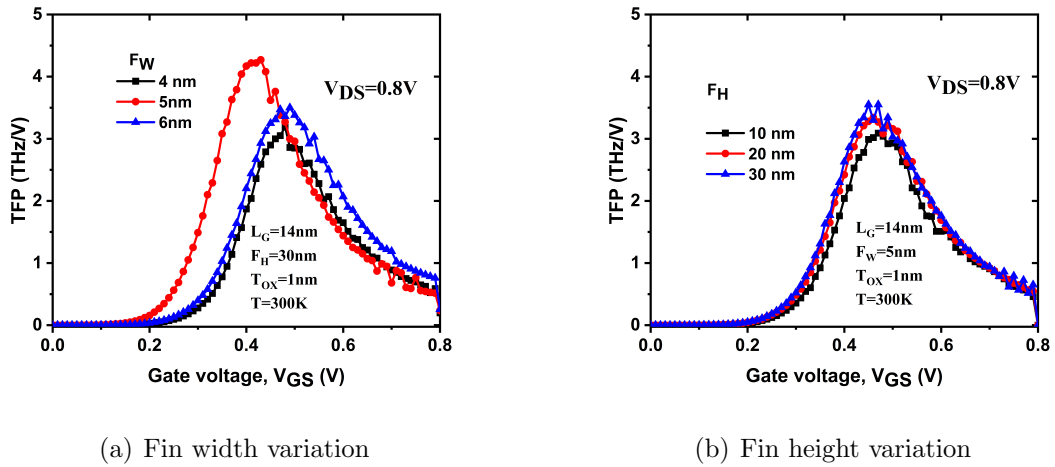 5
4
3
2
1
0
TFP (THz/V)
F_W
4 nm
5nm
6nm
V_DS=0.8V
L_G=14nm
F_H=30nm
T_OX=1nm
T=300K
0.0 0.2 0.4 0.6 0.8
Gate voltage, V_GS (V)
(a) Fin width variation
5
4
3
2
1
0
TFP (THz/V)
F_H
10 nm
20 nm
30 nm
V_DS=0.8V
L_G=14nm
F_W=5nm
T_OX=1nm
T=300K
0.0 0.2 0.4 0.6 0.8
Gate voltage, V_GS (V)
(b) Fin height variation